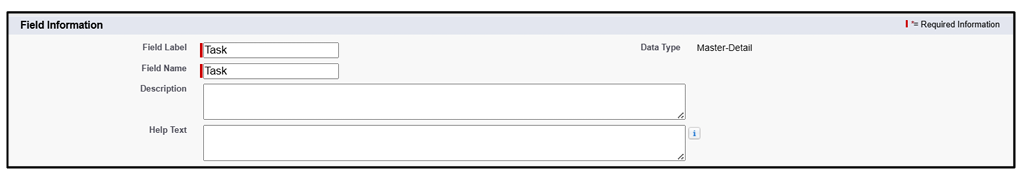 Field Information
*= Required Information
Field Label Task Data Type Master-Detail
Field Name Task
Description
Help Text
i